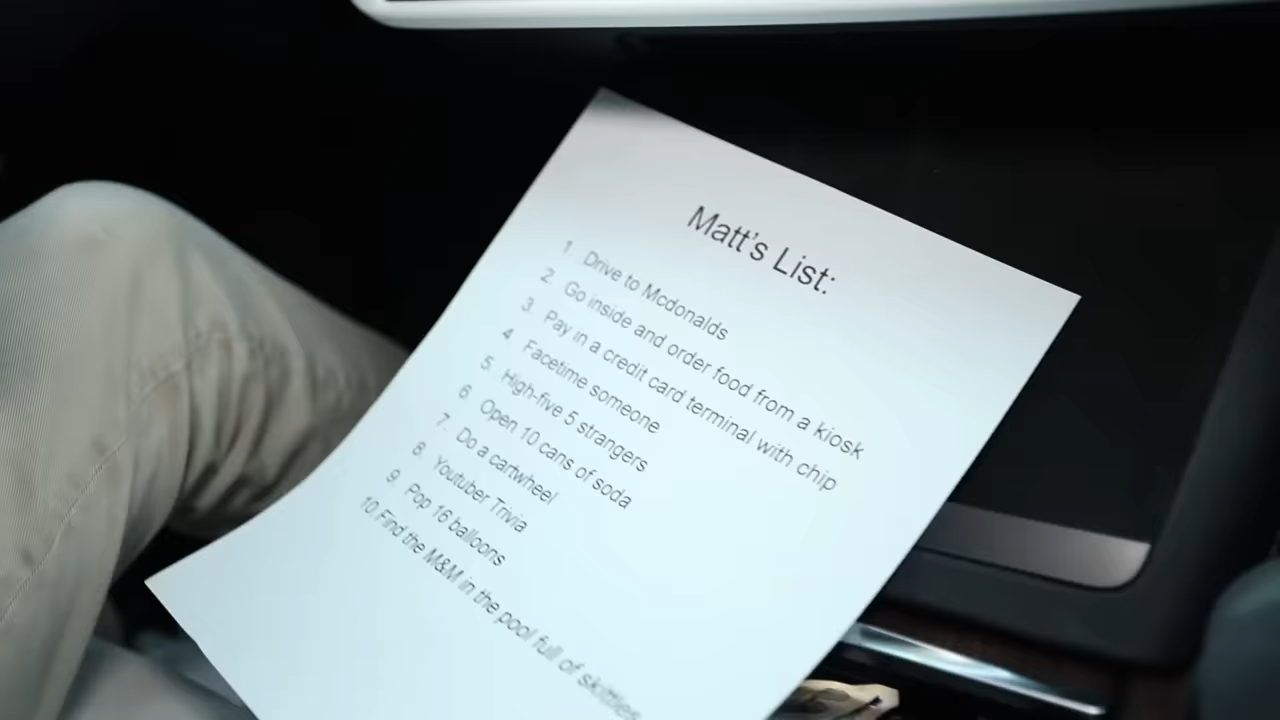 Matt's List:
1. Drive to Mcdonalds
2. Go inside and order food from a kiosk
3. Pay in a credit card terminal with chip
4. Facetime someone
5. High-five 5 strangers
6. Open 10 cans of soda
7. Do a cartwheel
8. Youtuber Trivia
9. Pop 16 balloons
10. Find the M&M in the pool full of skittles